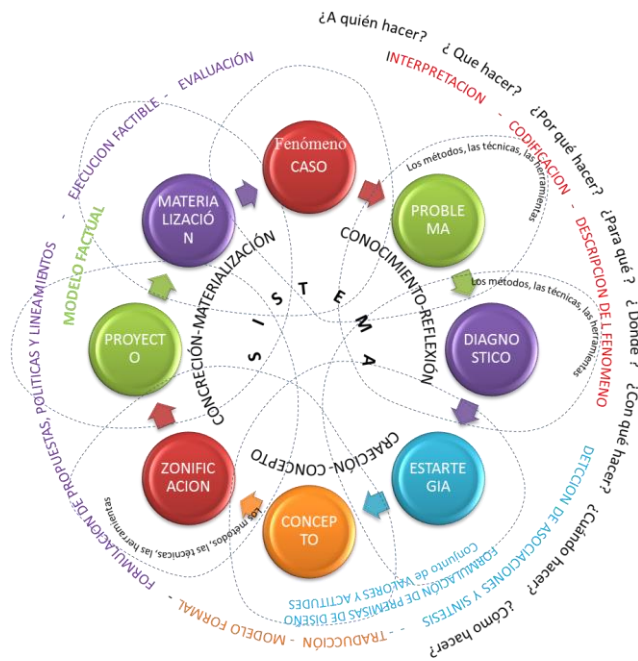 ¿A quién hacer?
¿ Que hacer?
¿Por qué hacer?
¿Para qué ?
¿ Donde ?
¿Con qué hacer?
¿Cuándo hacer?
¿Cómo hacer?
INTERPRETACION - CODIFICACION - DESCRIPCION DE L FENOMENO
DETCCION DE ASOCIACIONES Y SINTESIS
FORMULACIÓN DE PREMISAS DE DISEÑO
Conjunto de Valores y ACTITUDES
- TRADUCCIÓN - MODELO FORMAL -
FORMULACIÓN DE PROPUESTAS, POLITICAS Y LINEAMIENTOS - EJECUCION FACTIBLE - EVALUACIÓN
MODELO FACTUAL
Fenómeno
CASO
PROBLE
MA
DIAGNO
STICO
ESTARTE
GIA
CONCEP
TO
ZONIFIC
ACION
PROYECT
O
MATERIA
LIZACIÓ
N
Los métodos, las técnicas, las herramientas
Los métodos, las técnicas, las herramientas
Los métodos, las técnicas, las herramientas
CONOCIMIENTO-REFLEXIÓN
CRAECIÓN-CONCEPTO
CONCRECIÓN-MATERIALIZACIÓN
SISTEMA